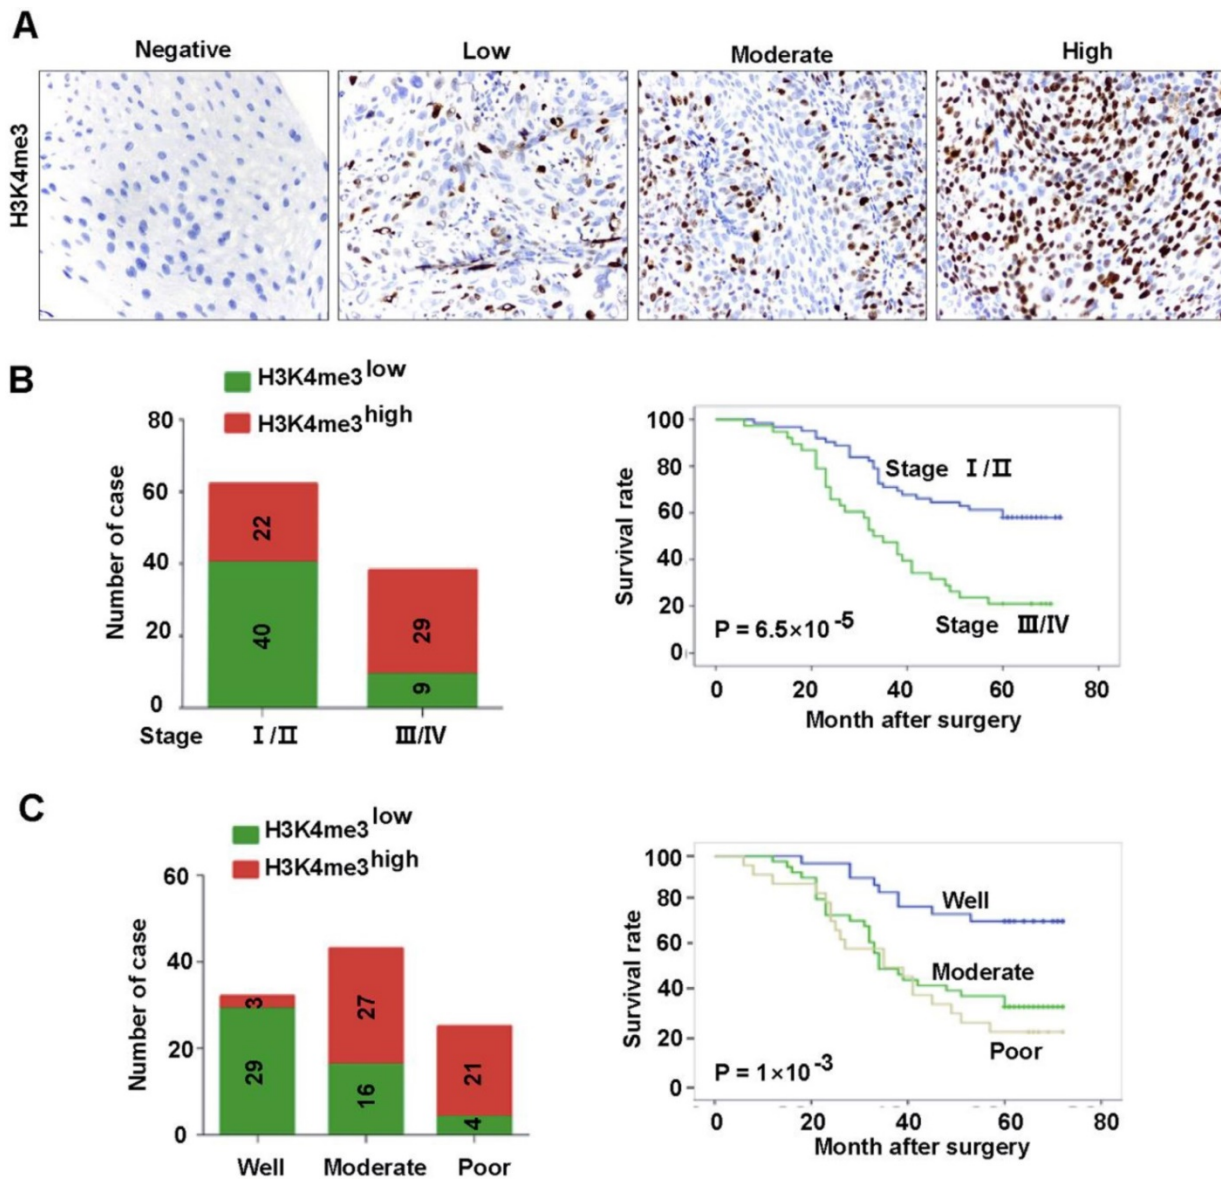 A
Negative
Low
Moderate
High
H3K4me3
B
H3K4me3 low
H3K4me3 high
Number of case
80
60
40
20
0
22
40
29
9
Stage I/II III/IV
Survival rate
100
80
60
40
20
0
Stage I/II
Stage III/IV
P = 6.5×10-5
0 20 40 60 80
Month after surgery
C
H3K4me3 low
H3K4me3 high
Number of case
60
40
20
0
3
29
27
16
21
4
Well Moderate Poor
Survival rate
100
80
60
40
20
0
Well
Moderate
Poor
P = 1×10-3
0 20 40 60 80
Month after surgery